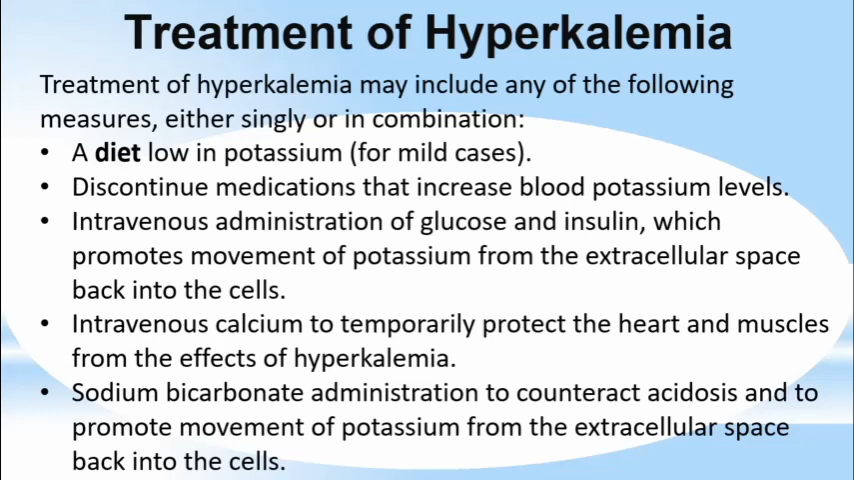 Treatment of Hyperkalemia
Treatment of hyperkalemia may include any of the following
measures, either singly or in combination:
• A diet low in potassium (for mild cases).
• Discontinue medications that increase blood potassium levels.
• Intravenous administration of glucose and insulin, which
promotes movement of potassium from the extracellular space
back into the cells.
• Intravenous calcium to temporarily protect the heart and muscles
from the effects of hyperkalemia.
• Sodium bicarbonate administration to counteract acidosis and to
promote movement of potassium from the extracellular space
back into the cells.